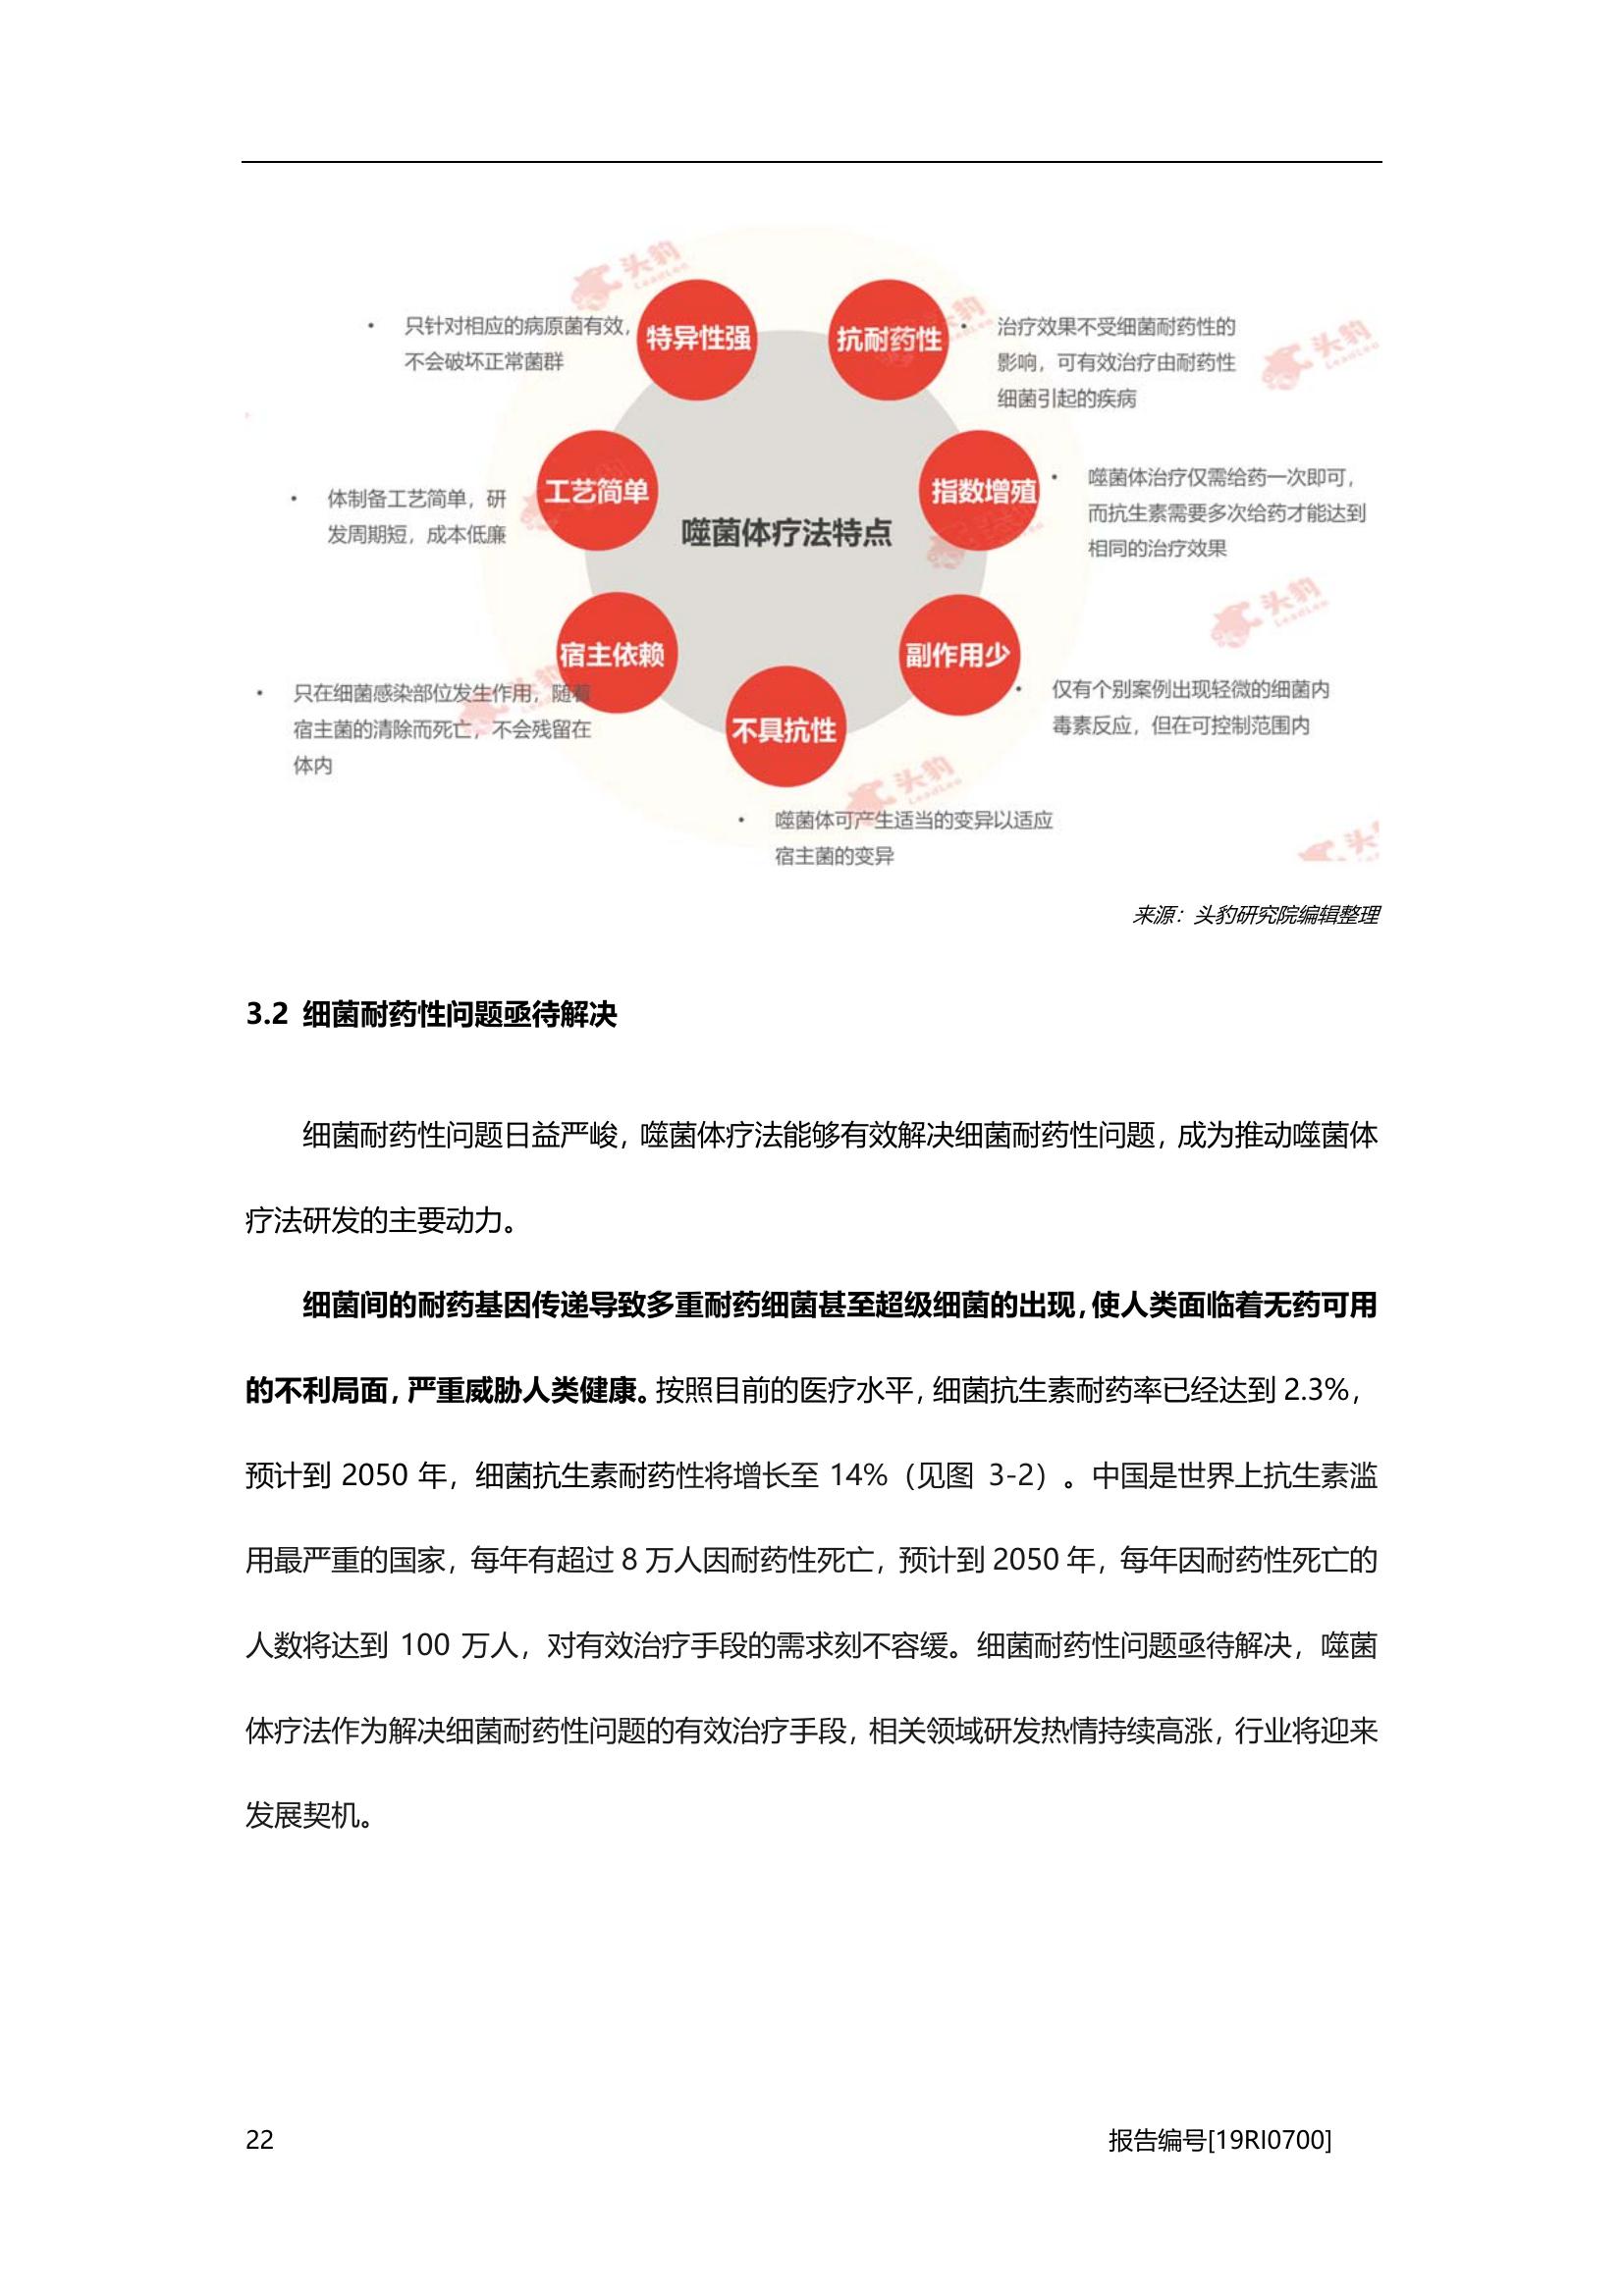 特异性强
只针对相应的病原菌有效，
不会破坏正常菌群
抗耐药性
治疗效果不受细菌耐药性的
影响，可有效治疗由耐药性
细菌引起的疾病
工艺简单
体制备工艺简单，研
发周期短，成本低廉
指数增殖
噬菌体治疗仅需给药一次即可，
而抗生素需要多次给药才能达到
相同的治疗效果
噬菌体疗法特点
宿主依赖
只在细菌感染部位发生作用，随着
宿主菌的清除而死亡，不会残留在
体内
副作用少
仅有个别案例出现轻微的细菌内
毒素反应，但在可控制范围内
不具抗性
噬菌体可产生适当的变异以适应
宿主菌的变异
头豹
LeadLeo
来源：头豹研究院编辑整理
3.2 细菌耐药性问题亟待解决
细菌耐药性问题日益严峻，噬菌体疗法能够有效解决细菌耐药性问题，成为推动噬菌体
疗法研发的主要动力。
细菌间的耐药基因传递导致多重耐药细菌甚至超级细菌的出现，使人类面临着无药可用
的不利局面，严重威胁人类健康。按照目前的医疗水平，细菌抗生素耐药率已经达到 2.3%，
预计到 2050 年，细菌抗生素耐药性将增长至 14%（见图 3-2）。中国是世界上抗生素滥
用最严重的国家，每年有超过 8 万人因耐药性死亡，预计到 2050 年，每年因耐药性死亡的
人数将达到 100 万人，对有效治疗手段的需求刻不容缓。细菌耐药性问题亟待解决，噬菌
体疗法作为解决细菌耐药性问题的有效治疗手段，相关领域研发热情持续高涨，行业将迎来
发展契机。
22
报告编号[19RI0700]